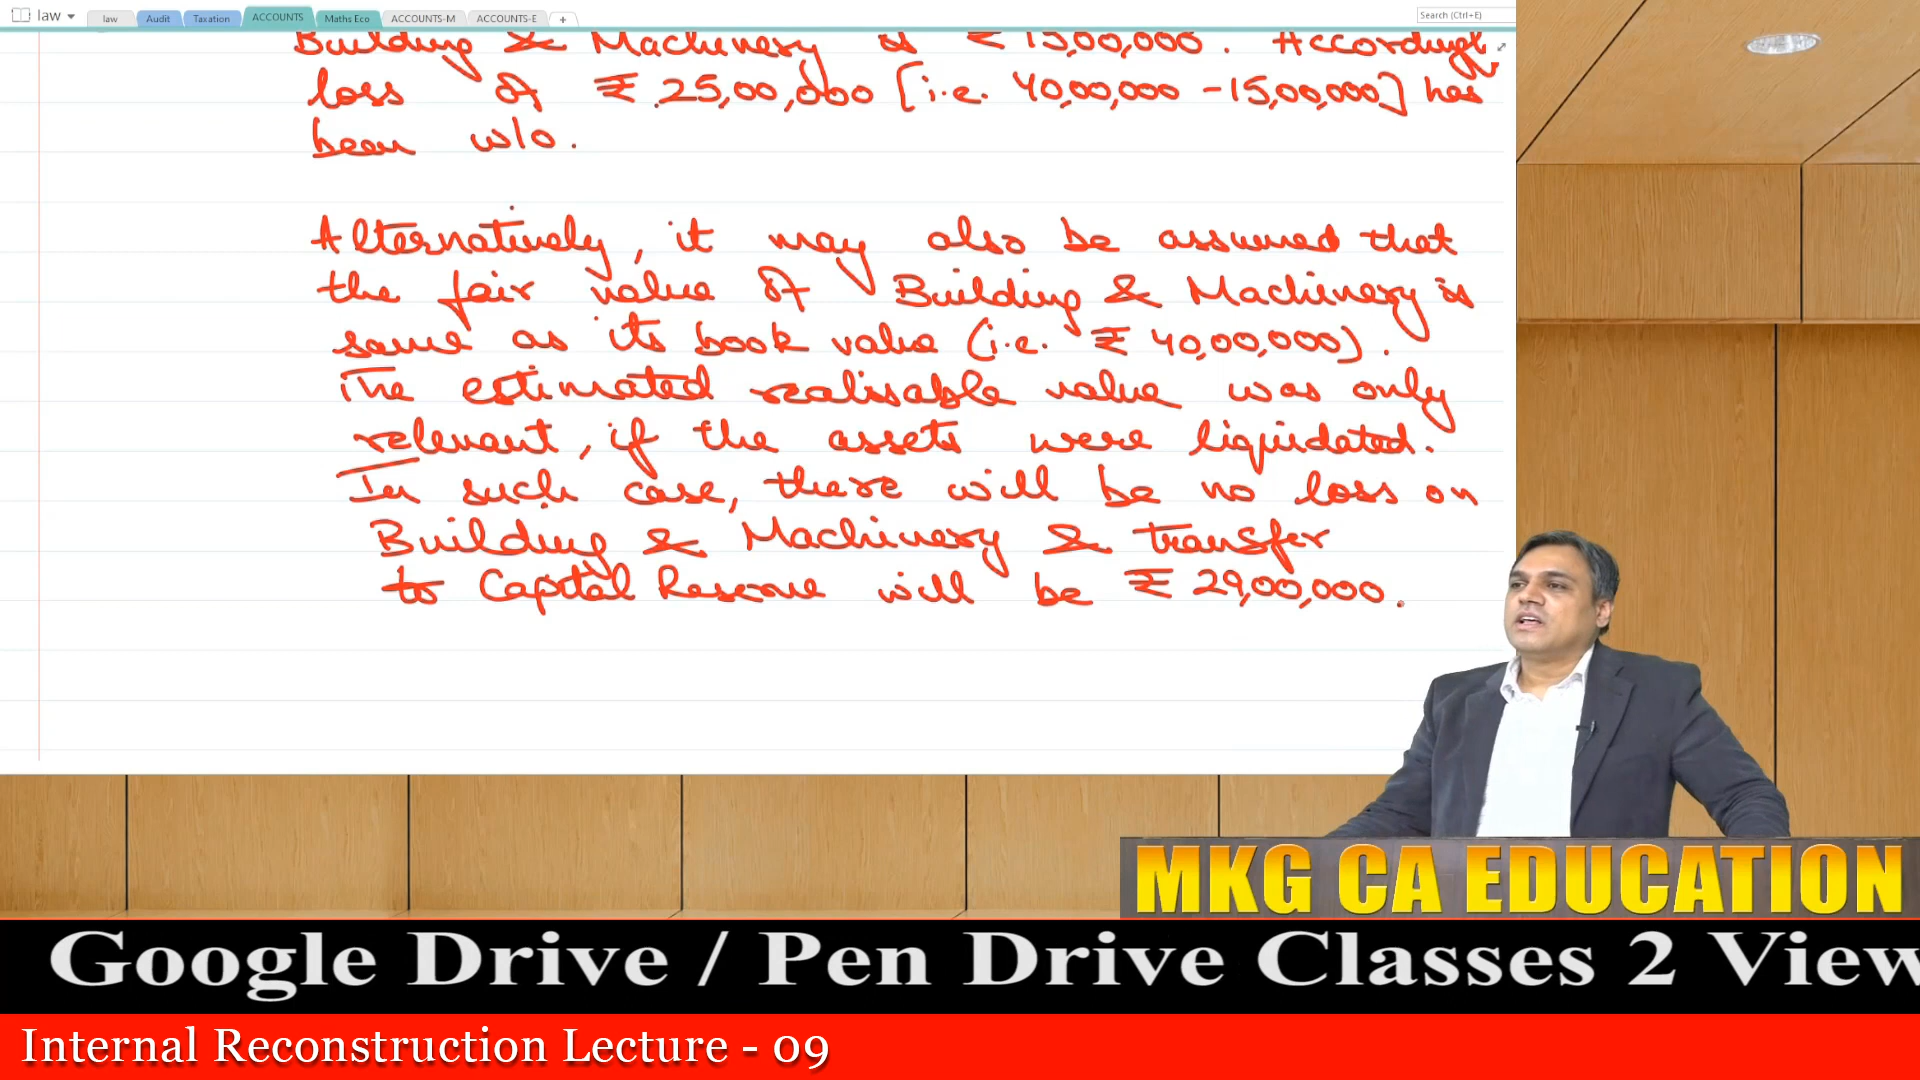 law
law
Audit
Taxation
ACCOUNTS
Maths Eco
ACCOUNTS-M
ACCOUNTS-E
+
Search (Ctrl+E)
Building & Machinery is ₹ 15,00,000. Accordingly
loss of ₹ 25,00,000 [i.e. 40,00,000 - 15,00,000] has
been w/o.
Alternatively, it may also be assumed that
the fair value of Building & Machinery is
same as its book value (i.e. ₹ 40,00,000).
The estimated realisable value was only
relevant, if the assets were liquidated.
In such case, there will be no loss on
Building & Machinery & transfer
to Capital Reserve will be ₹ 29,00,000.
MKG CA EDUCATION
Google Drive / Pen Drive Classes 2 View
Internal Reconstruction Lecture - 09